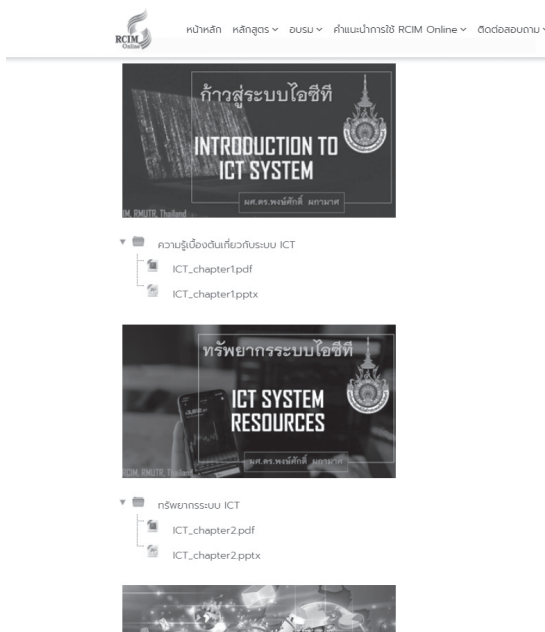 RCIM
Online
หน้าหลัก หลักสูตร อบรม คำแนะนำการใช้ RCIM Online ติดต่อสอบถาม
ก้าวสู่ระบบไอซีที
INTRODUCTION TO
ICT SYSTEM
ผศ.ดร.พงษ์ศักดิ์ ผกามาศ
IM, RMUTR, Thailand
ความรู้เบื้องต้นเกี่ยวกับระบบ ICT
ICT_chapter1.pdf
ICT_chapter1.pptx
ทรัพยากรระบบไอซีที
ICT SYSTEM
RESOURCES
ผศ.ดร.พงษ์ศักดิ์ ผกามาศ
RCIM, RMUTR, Thailand
ทรัพยากรระบบ ICT
ICT_chapter2.pdf
ICT_chapter2.pptx